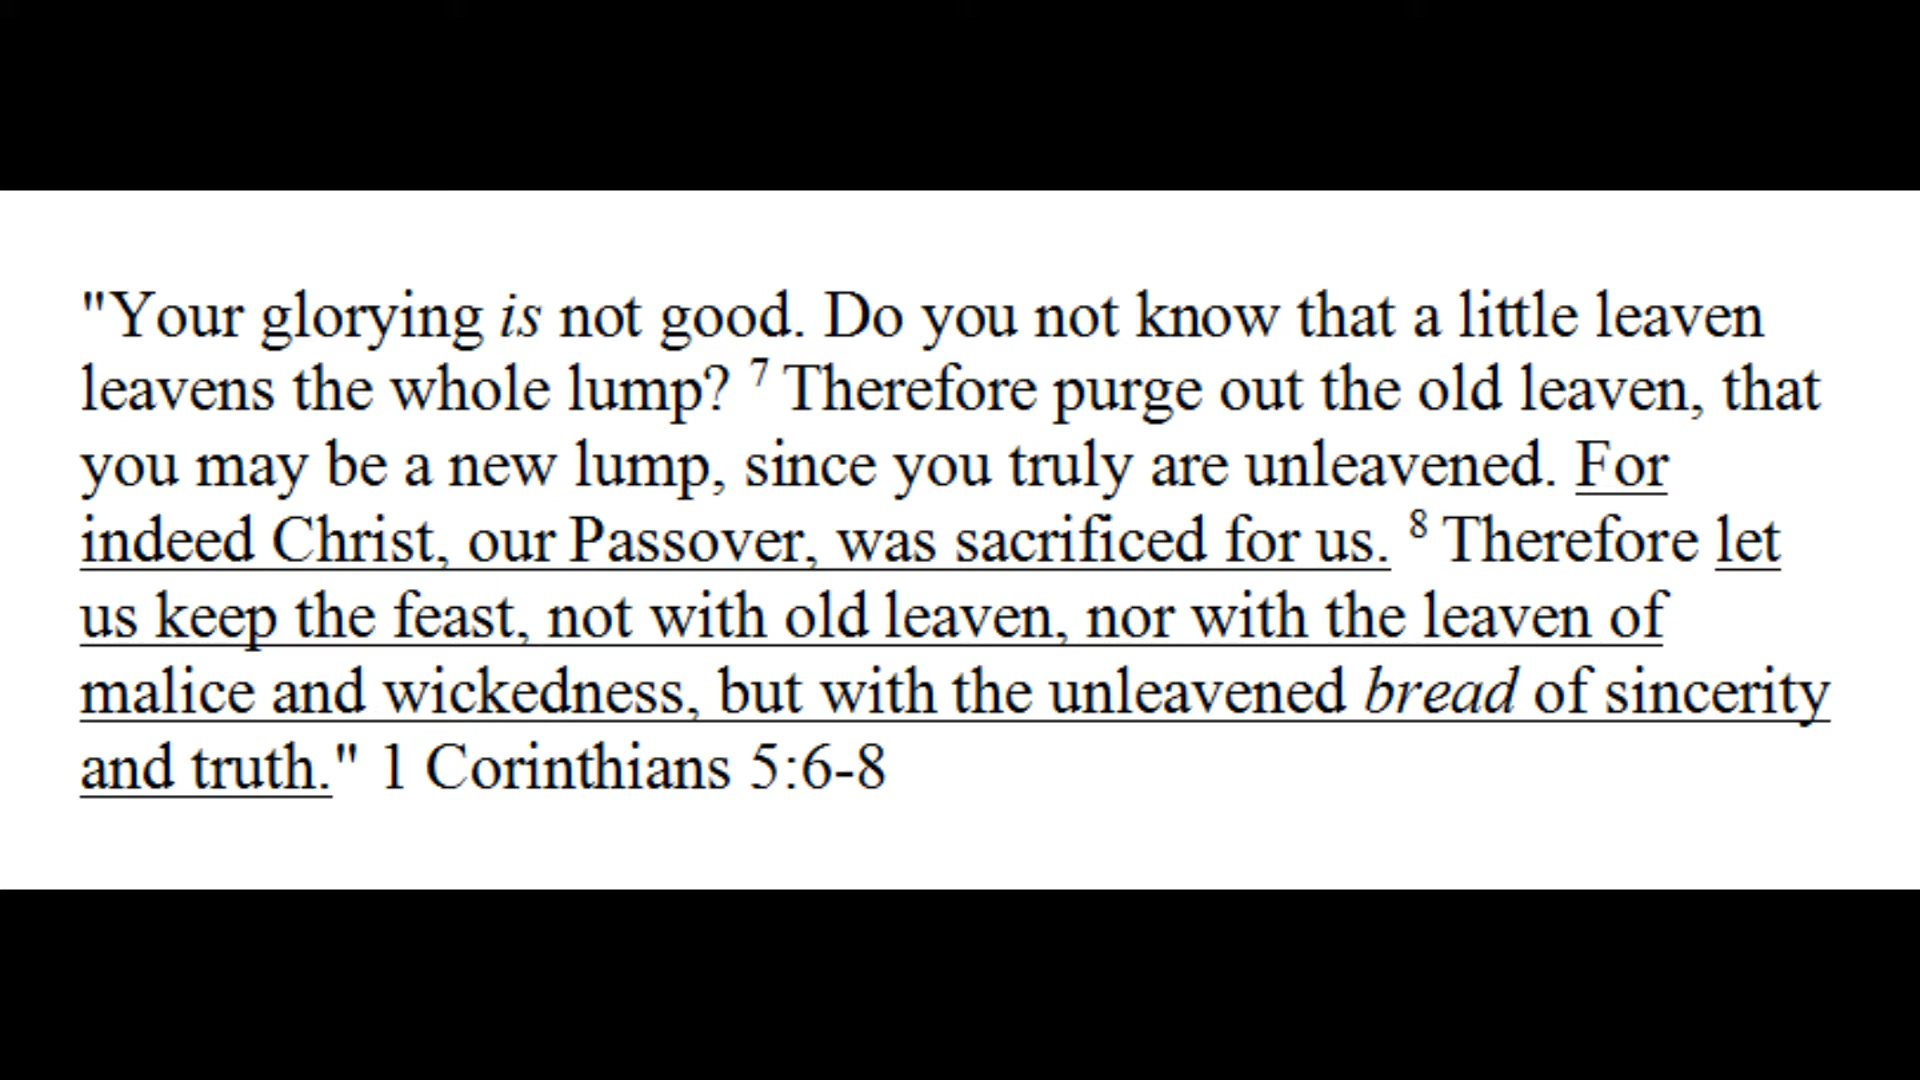 "Your glorying is not good. Do you not know that a little leaven
leavens the whole lump? 7 Therefore purge out the old leaven, that
you may be a new lump, since you truly are unleavened. For
indeed Christ, our Passover, was sacrificed for us. 8 Therefore let
us keep the feast, not with old leaven, nor with the leaven of
malice and wickedness, but with the unleavened bread of sincerity
and truth." 1 Corinthians 5:6-8